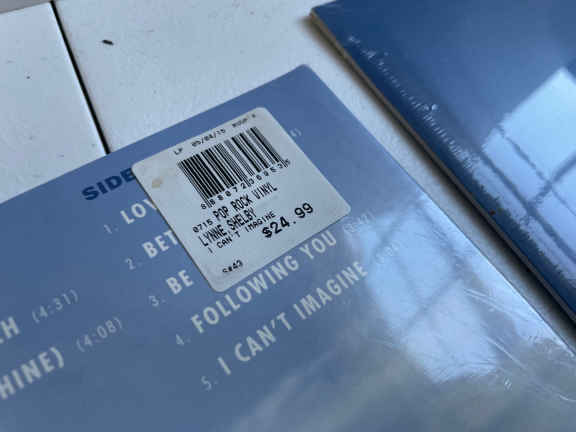 SIDE
1. LOV
2. BET
3. BE
4. FOLLOWING YOU
5. I CAN'T IMAGINE
(4:31)
HINE) (4:08)
LP 05/04/15
0715 POP ROCK VINYL
LYNNE,SHELBY
I CAN'T IMAGINE
$24.99
S#43